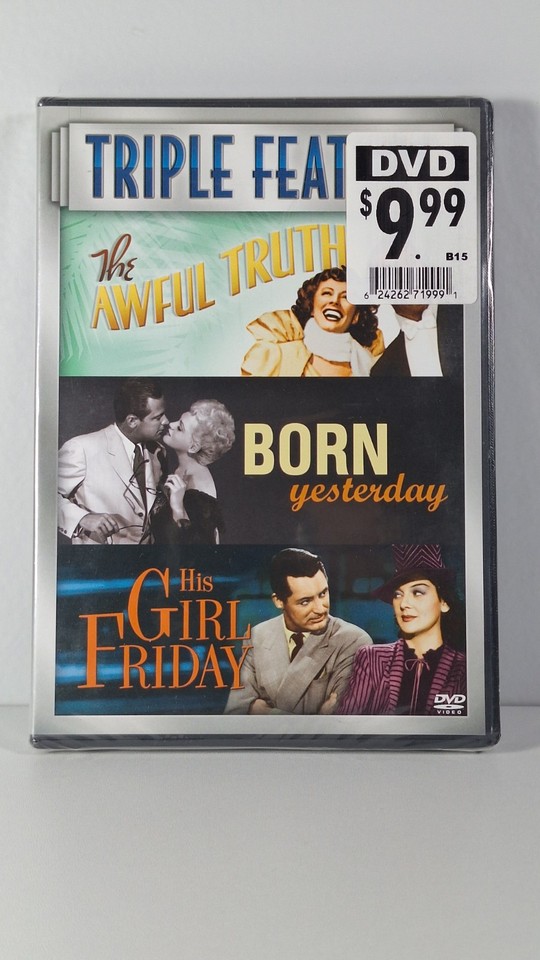 TRIPLE FEAT
DVD
$9.99
B15
6 24262 71999 1
The
AWFUL TRUTH
BORN
yesterday
His
GIRL
FRIDAY
DVD
VIDEO